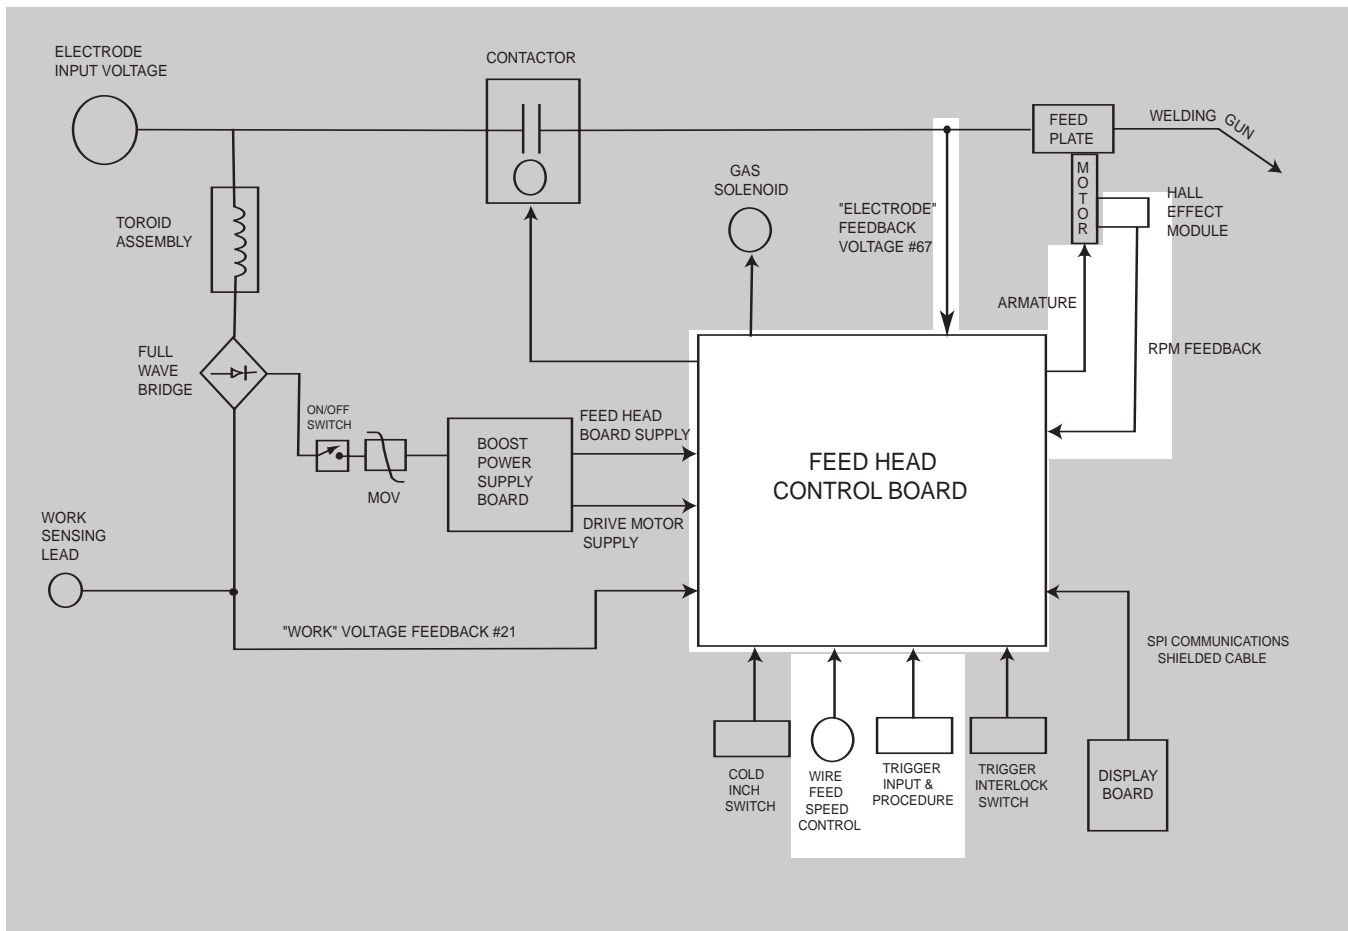 ELECTRODE
INPUT VOLTAGE
CONTACTOR
FEED
PLATE
WELDING GUN
MOTOR
HALL
EFFECT
MODULE
GAS
SOLENOID
"ELECTRODE"
FEEDBACK
VOLTAGE #67
TOROID
ASSEMBLY
ARMATURE
RPM FEEDBACK
FULL
WAVE
BRIDGE
ON/OFF
SWITCH
MOV
BOOST
POWER
SUPPLY
BOARD
FEED HEAD
BOARD SUPPLY
DRIVE MOTOR
SUPPLY
FEED HEAD
CONTROL BOARD
WORK
SENSING
LEAD
"WORK" VOLTAGE FEEDBACK #21
SPI COMMUNICATIONS
SHIELDED CABLE
COLD
INCH
SWITCH
WIRE
FEED
SPEED
CONTROL
TRIGGER
INPUT &
PROCEDURE
TRIGGER
INTERLOCK
SWITCH
DISPLAY
BOARD